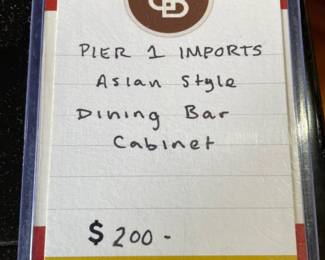 PIER 1 IMPORTS
Asian Style
Dining Bar
Cabinet
$ 200 -